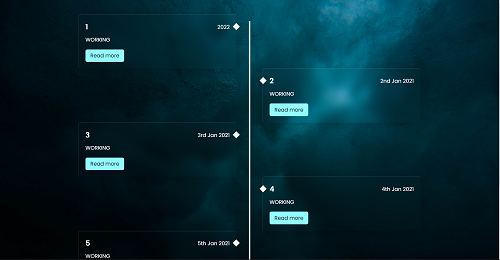 1
2022
WORKING
Read more
2
2nd Jan 2021
WORKING
Read more
3
3rd Jan 2021
WORKING
Read more
4
4th Jan 2021
WORKING
Read more
5
5th Jan 2021
WORKING